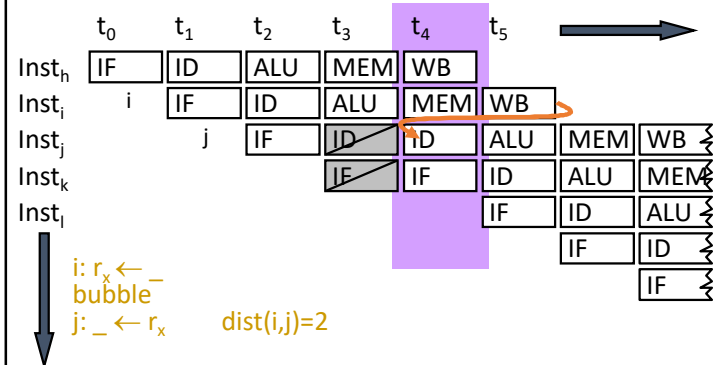 t0 t1 t2 t3 t4 t5
Insth IF ID ALU MEM WB
Insti i IF ID ALU MEM WB
Instj j IF ID ID ALU MEM WB
Instk IF IF ID ALU MEM
Instl IF ID ALU
IF ID
IF
i: rx ← _
bubble
j: _ ← rx dist(i,j)=2